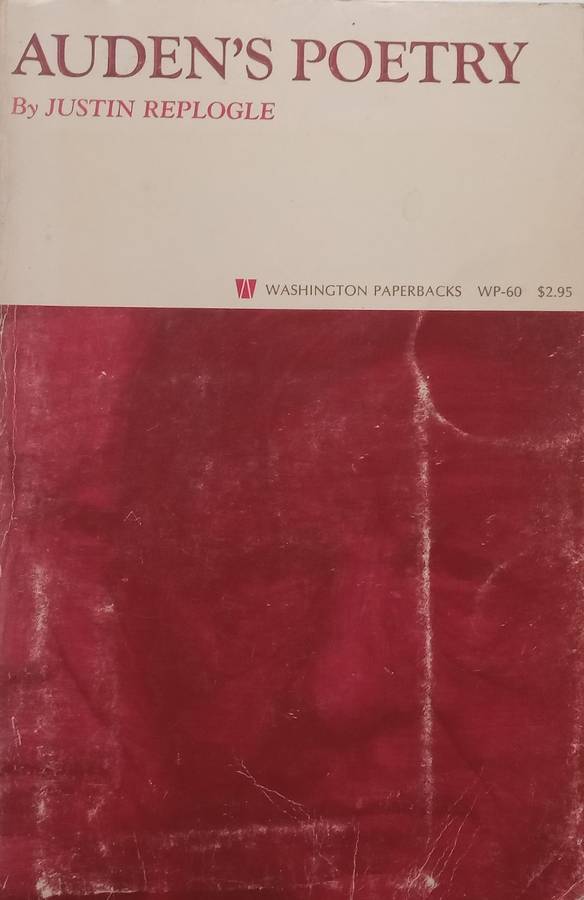 AUDEN'S POETRY
By JUSTIN REPLOGLE
WASHINGTON PAPERBACKS WP-60 $2.95